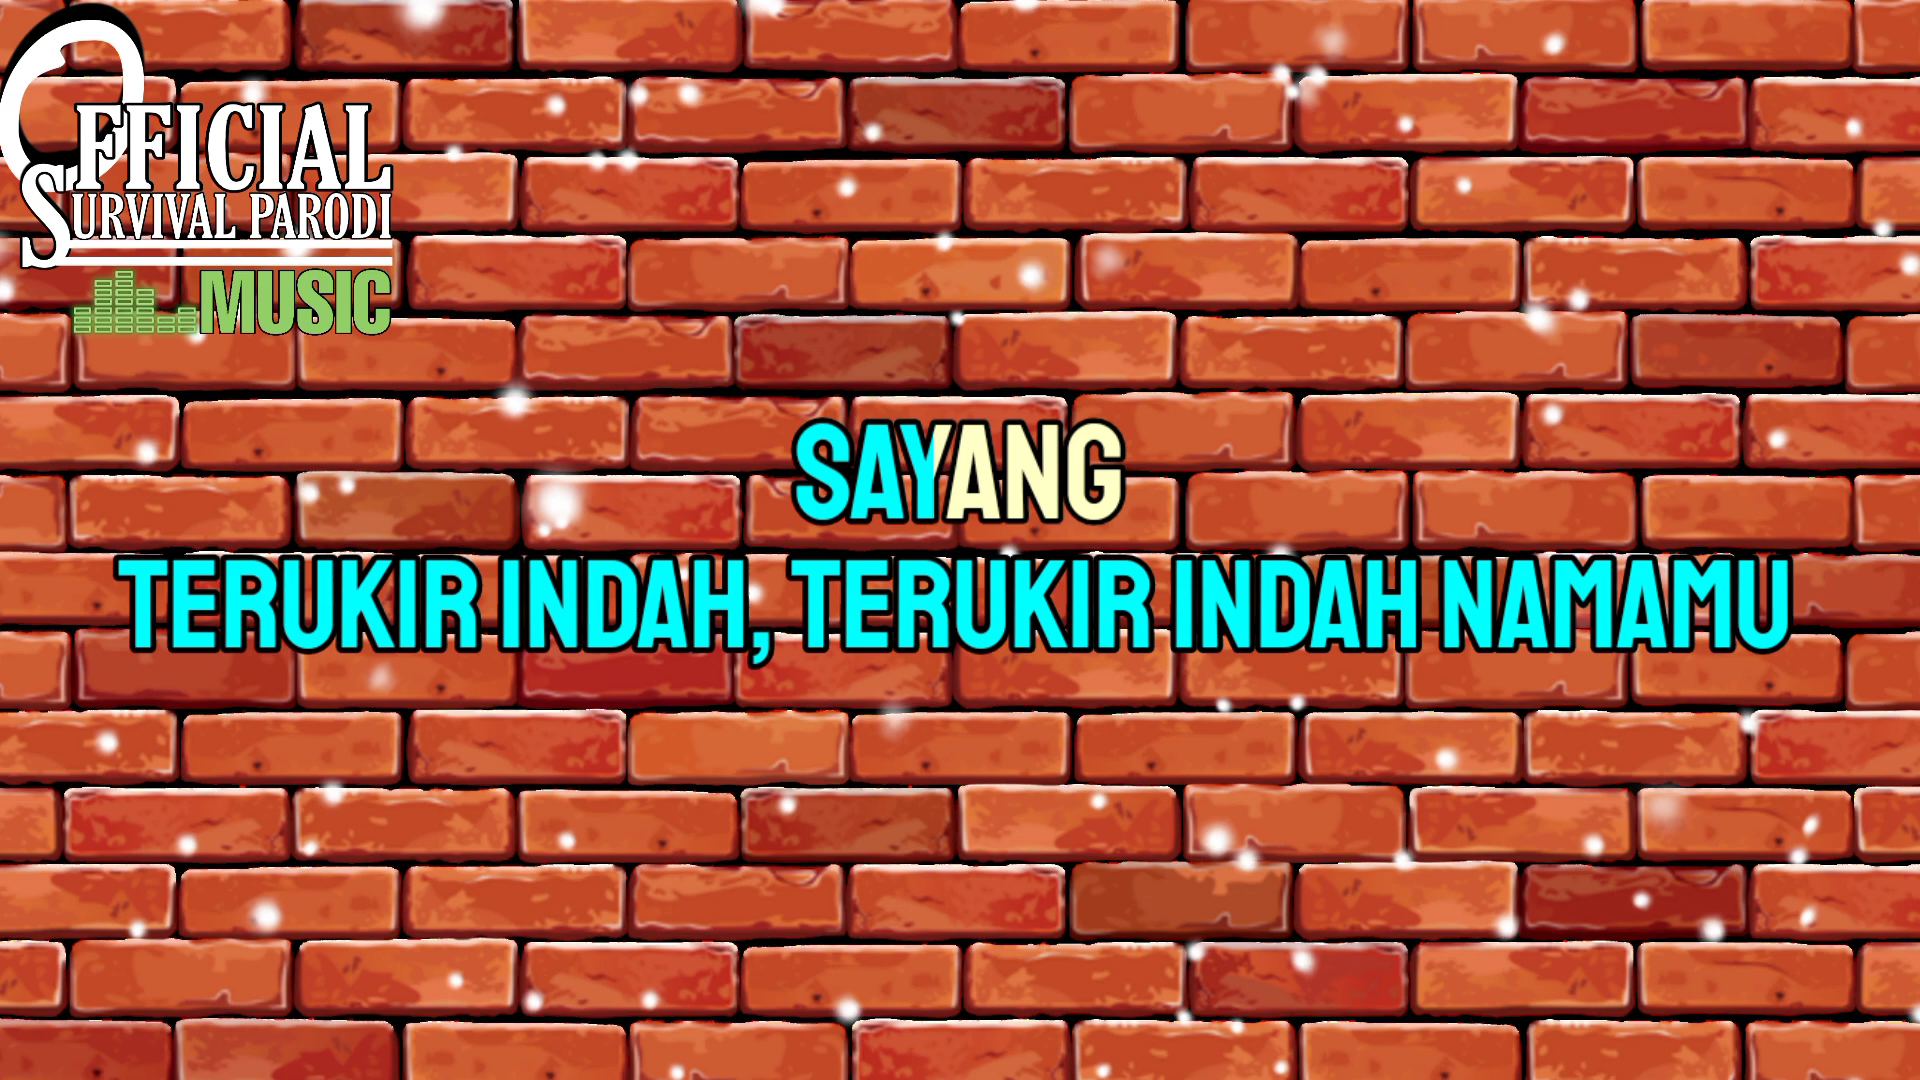 OFFICIAL
SURVIVAL PARODI
MUSIC
SAYANG
TERUKIR INDAH, TERUKIR INDAH NAMAMU